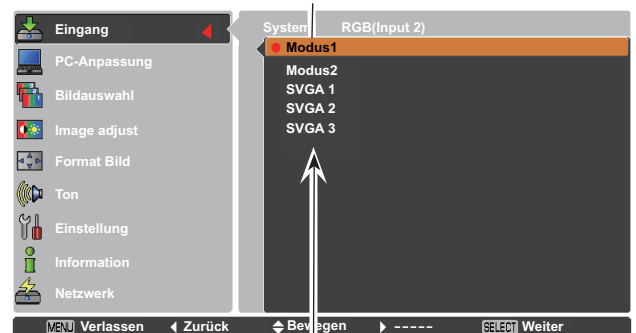 Eingang
PC-Anpassung
Bildauswahl
Image adjust
Format Bild
Ton
Einstellung
Information
Netzwerk
System RGB(Input 2)
Modus1
Modus2
SVGA 1
SVGA 2
SVGA 3
MENU Verlassen Zurück Bewegen ----- SELECT Weiter